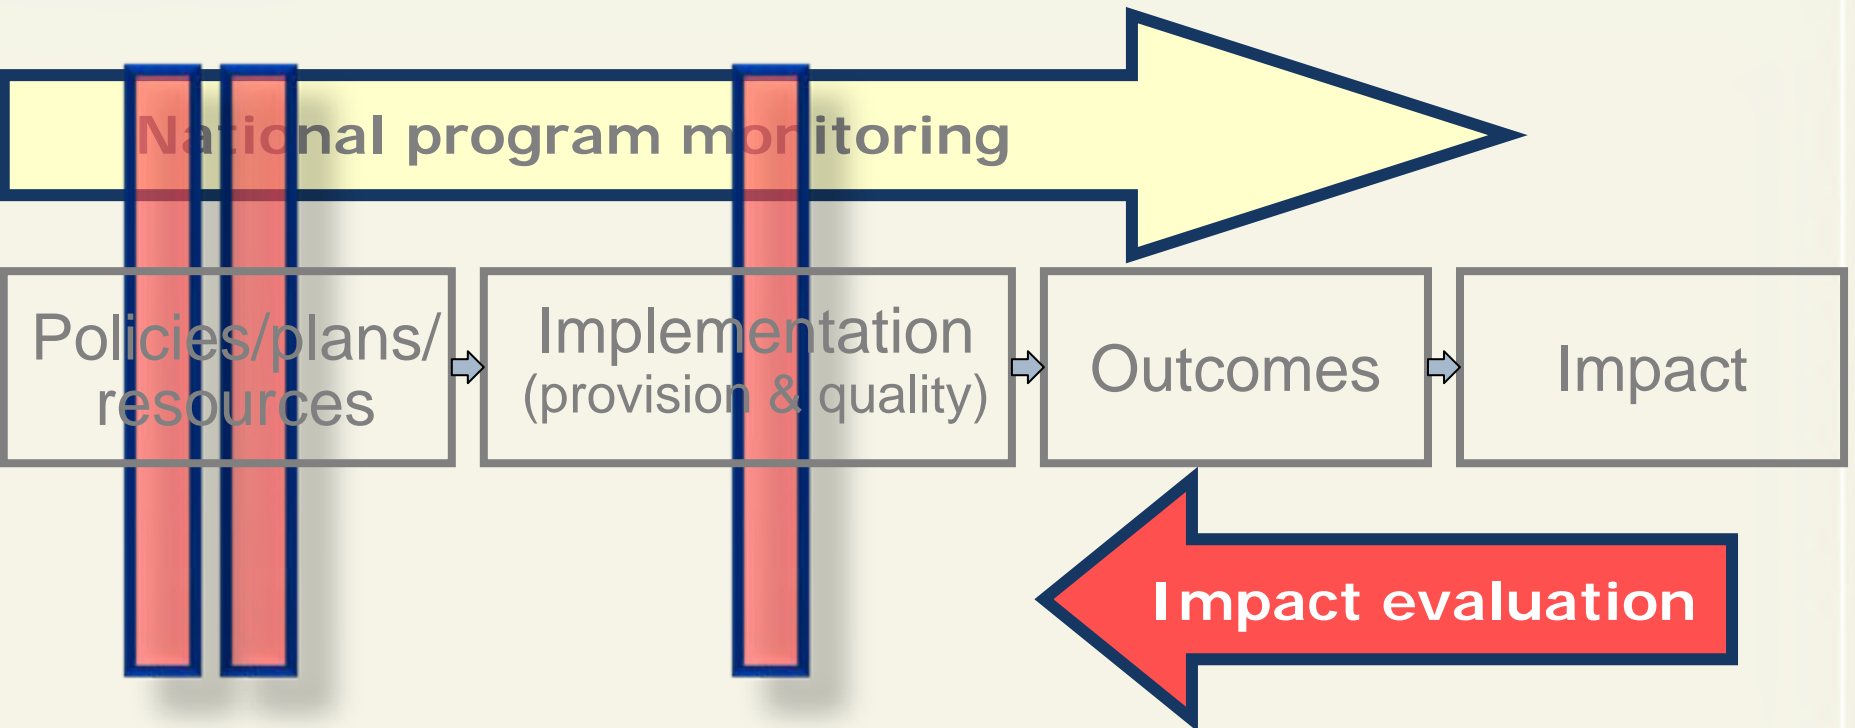 National program monitoring
Policies/plans/
resources
Implementation
(provision & quality)
Outcomes
Impact
Impact evaluation